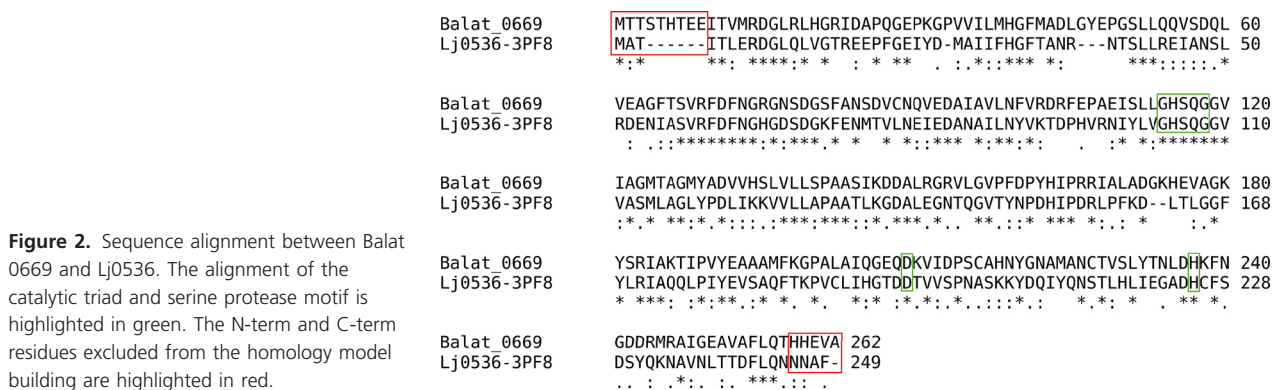 Balat_0669 MTTSTHTEEITVMRDGLRLHGRIDAPQGEPKGPVVILMHGFMADLGYEPGSLLQQVSDQL 60
Lj0536-3PF8 MAT------ITLERDGLQLVGTREEPFGEIYD-MAIIFHGFTANR---NTSLLREIANSL 50
*:* **: ****:* * : * ** . :.*::*** *: ***:::::.*
Balat_0669 VEAGFTSVRFDFNGRGNSDGSFANSDVCNQVEDAIAVLNFVRDRFEPAEISLLGHSQGGV 120
Lj0536-3PF8 RDENIASVRFDFNGHGDSDGKFENMTVLNEIEDANAILNYVKTDPHVRNIYLVGHSQGGV 110
: .::********:*:***.* * * *::*** *:**:*: . :* *:*******
Balat_0669 IAGMTAGMYADVVHSLVLLSPAASIKDDALRGRVLGVPFDPYHIPRRIALADGKHEVAGK 180
Lj0536-3PF8 VASMLAGLYPDLIKKVVLLAPAATLKGDALEGNTQGVTYNPDHIPDRLPFKD--LTLGGF 168
:*.* **:*.*:::.:***:***::*.***.*.. **.::* *** *:.: * :.*
Balat_0669 YSRIAKTIPVYEAAAMFKGPALAIQGEQDKVIDPSCAHNYGNAMANCTVSLYTNLDHKFN 240
Lj0536-3PF8 YLRIAQQLPIYEVSAQFTKPVCLIHGTDDTVVSPNASKKYDQIYQNSTLHLIEGADHCFS 228
* ***: :*:**.:* *. *. *:* :*.*:.*..:::*.: *.*: * . ** *.
Balat_0669 GDDRMRAIGEAVAFLQTHHEVA 262
Lj0536-3PF8 DSYQKNAVNLTTDFLQNNNAF- 249
.. : .*:. :. ***.:: .
Figure 2. Sequence alignment between Balat
0669 and Lj0536. The alignment of the
catalytic triad and serine protease motif is
highlighted in green. The N-term and C-term
residues excluded from the homology model
building are highlighted in red.